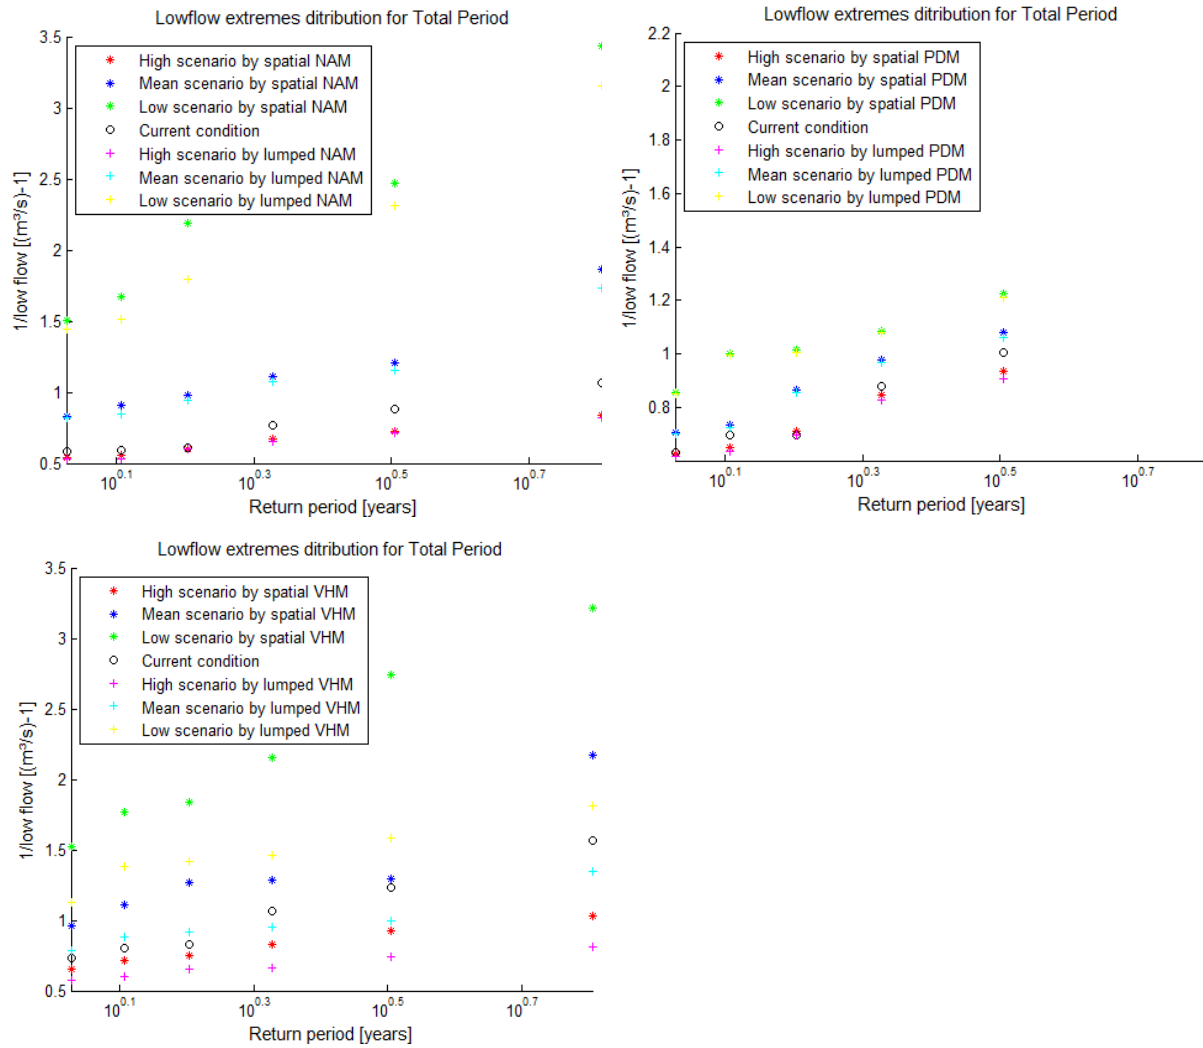 Lowflow extremes ditribution for Total Period
3.5
3
2.5
2
1.5
1
0.5
1/low flow [(m³/s)-1]
High scenario by spatial NAM
Mean scenario by spatial NAM
Low scenario by spatial NAM
Current condition
High scenario by lumped NAM
Mean scenario by lumped NAM
Low scenario by lumped NAM
10^0.1
10^0.3
10^0.5
10^0.7
Return period [years]
Lowflow extremes ditribution for Total Period
2.2
2
1.8
1.6
1.4
1.2
1
0.8
1/low flow [(m³/s)-1]
High scenario by spatial PDM
Mean scenario by spatial PDM
Low scenario by spatial PDM
Current condition
High scenario by lumped PDM
Mean scenario by lumped PDM
Low scenario by lumped PDM
10^0.1
10^0.3
10^0.5
10^0.7
Return period [years]
Lowflow extremes ditribution for Total Period
3.5
3
2.5
2
1.5
1
0.5
1/low flow [(m³/s)-1]
High scenario by spatial VHM
Mean scenario by spatial VHM
Low scenario by spatial VHM
Current condition
High scenario by lumped VHM
Mean scenario by lumped VHM
Low scenario by lumped VHM
10^0.1
10^0.3
10^0.5
10^0.7
Return period [years]